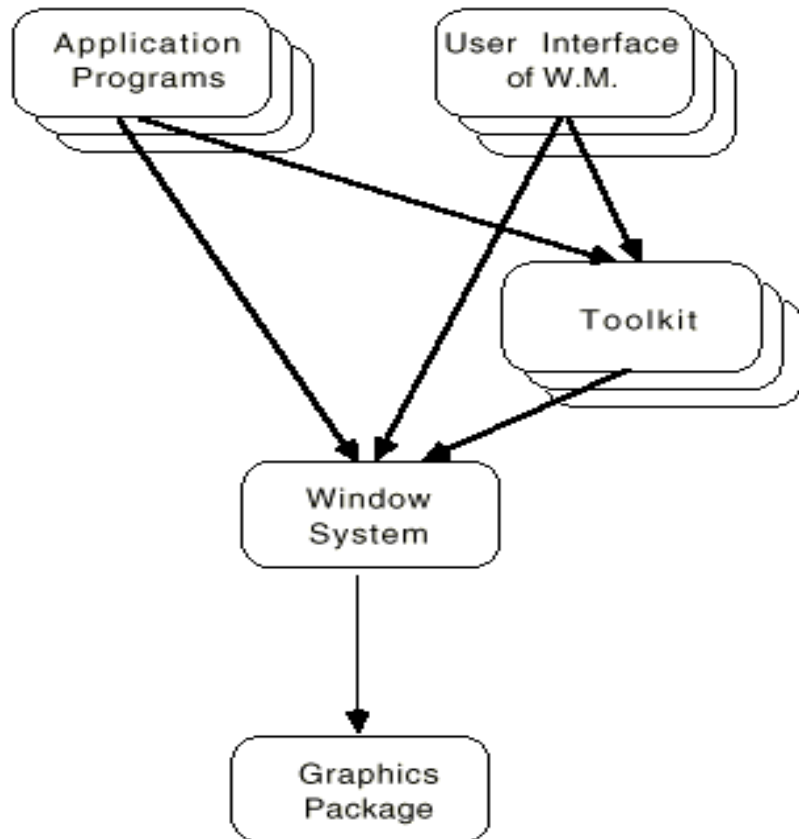 Application
Programs
User Interface
of W.M.
Toolkit
Window
System
Graphics
Package